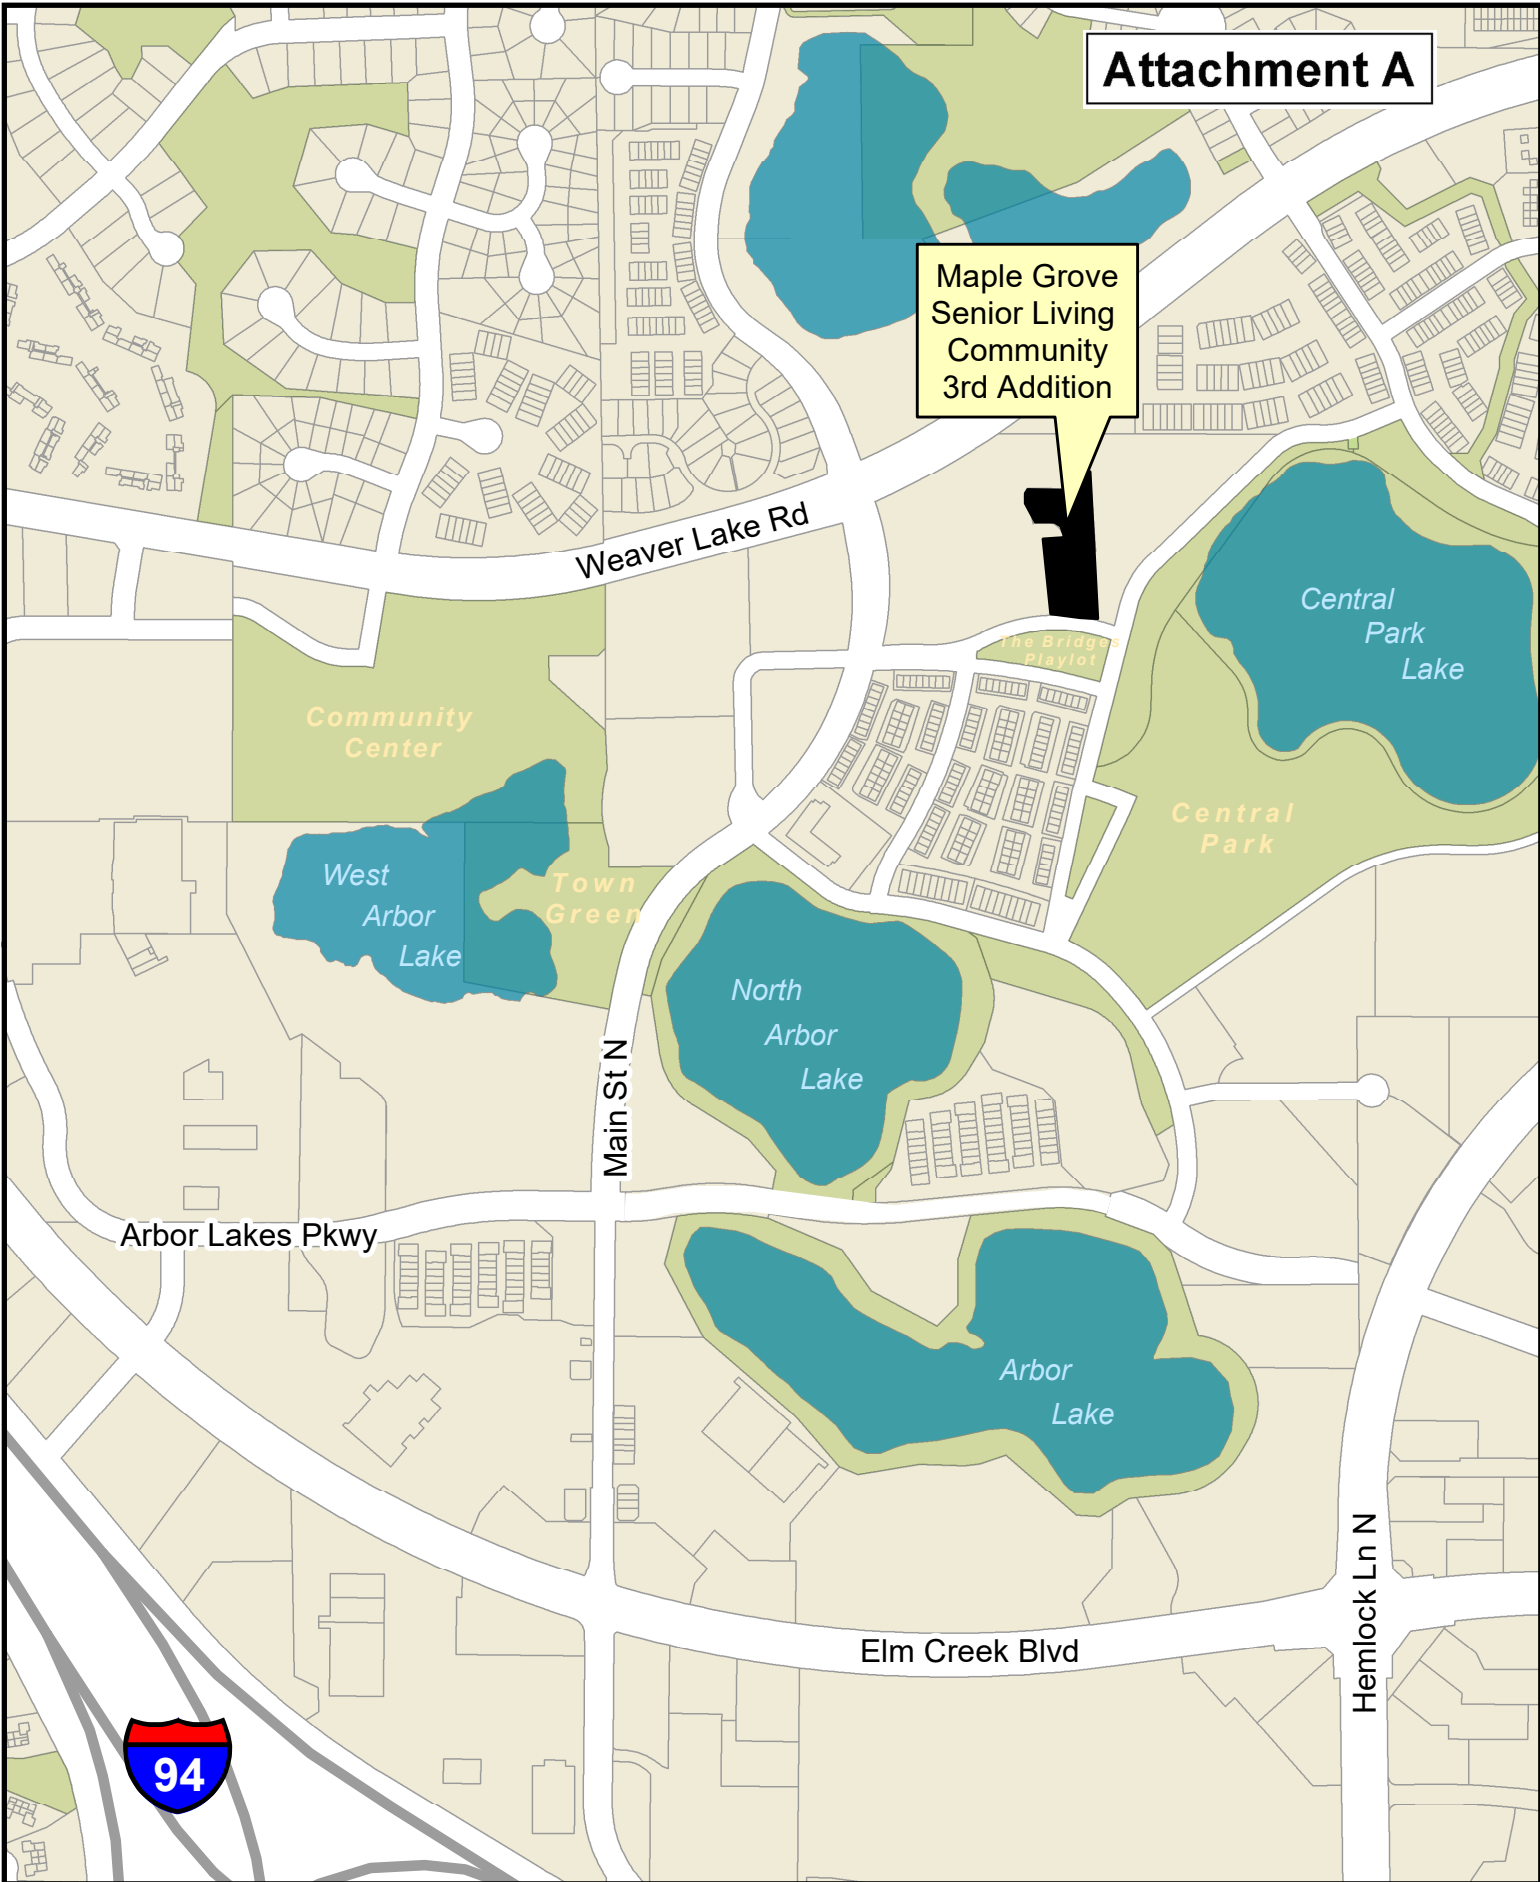 Attachment A
Maple Grove
Senior Living
Community
3rd Addition
Weaver Lake Rd
Central
Park
Lake
The Bridges
Playlot
Community
Center
Central
Park
West
Arbor
Lake
Town
Green
North
Arbor
Lake
Main St N
Arbor Lakes Pkwy
Arbor
Lake
Hemlock Ln N
Elm Creek Blvd
94